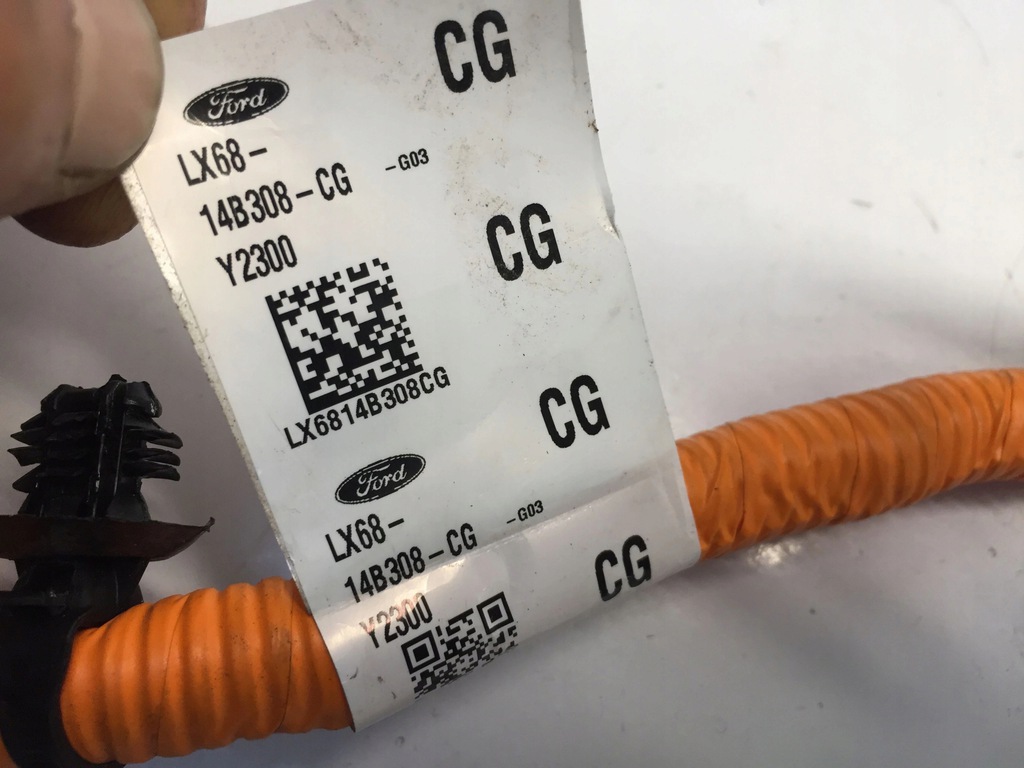 CG
Ford
LX68-
14B308-CG -G03
Y2300
CG
LX6814B308CG
CG
Ford
LX68-
14B308-CG -G03
Y2300
CG